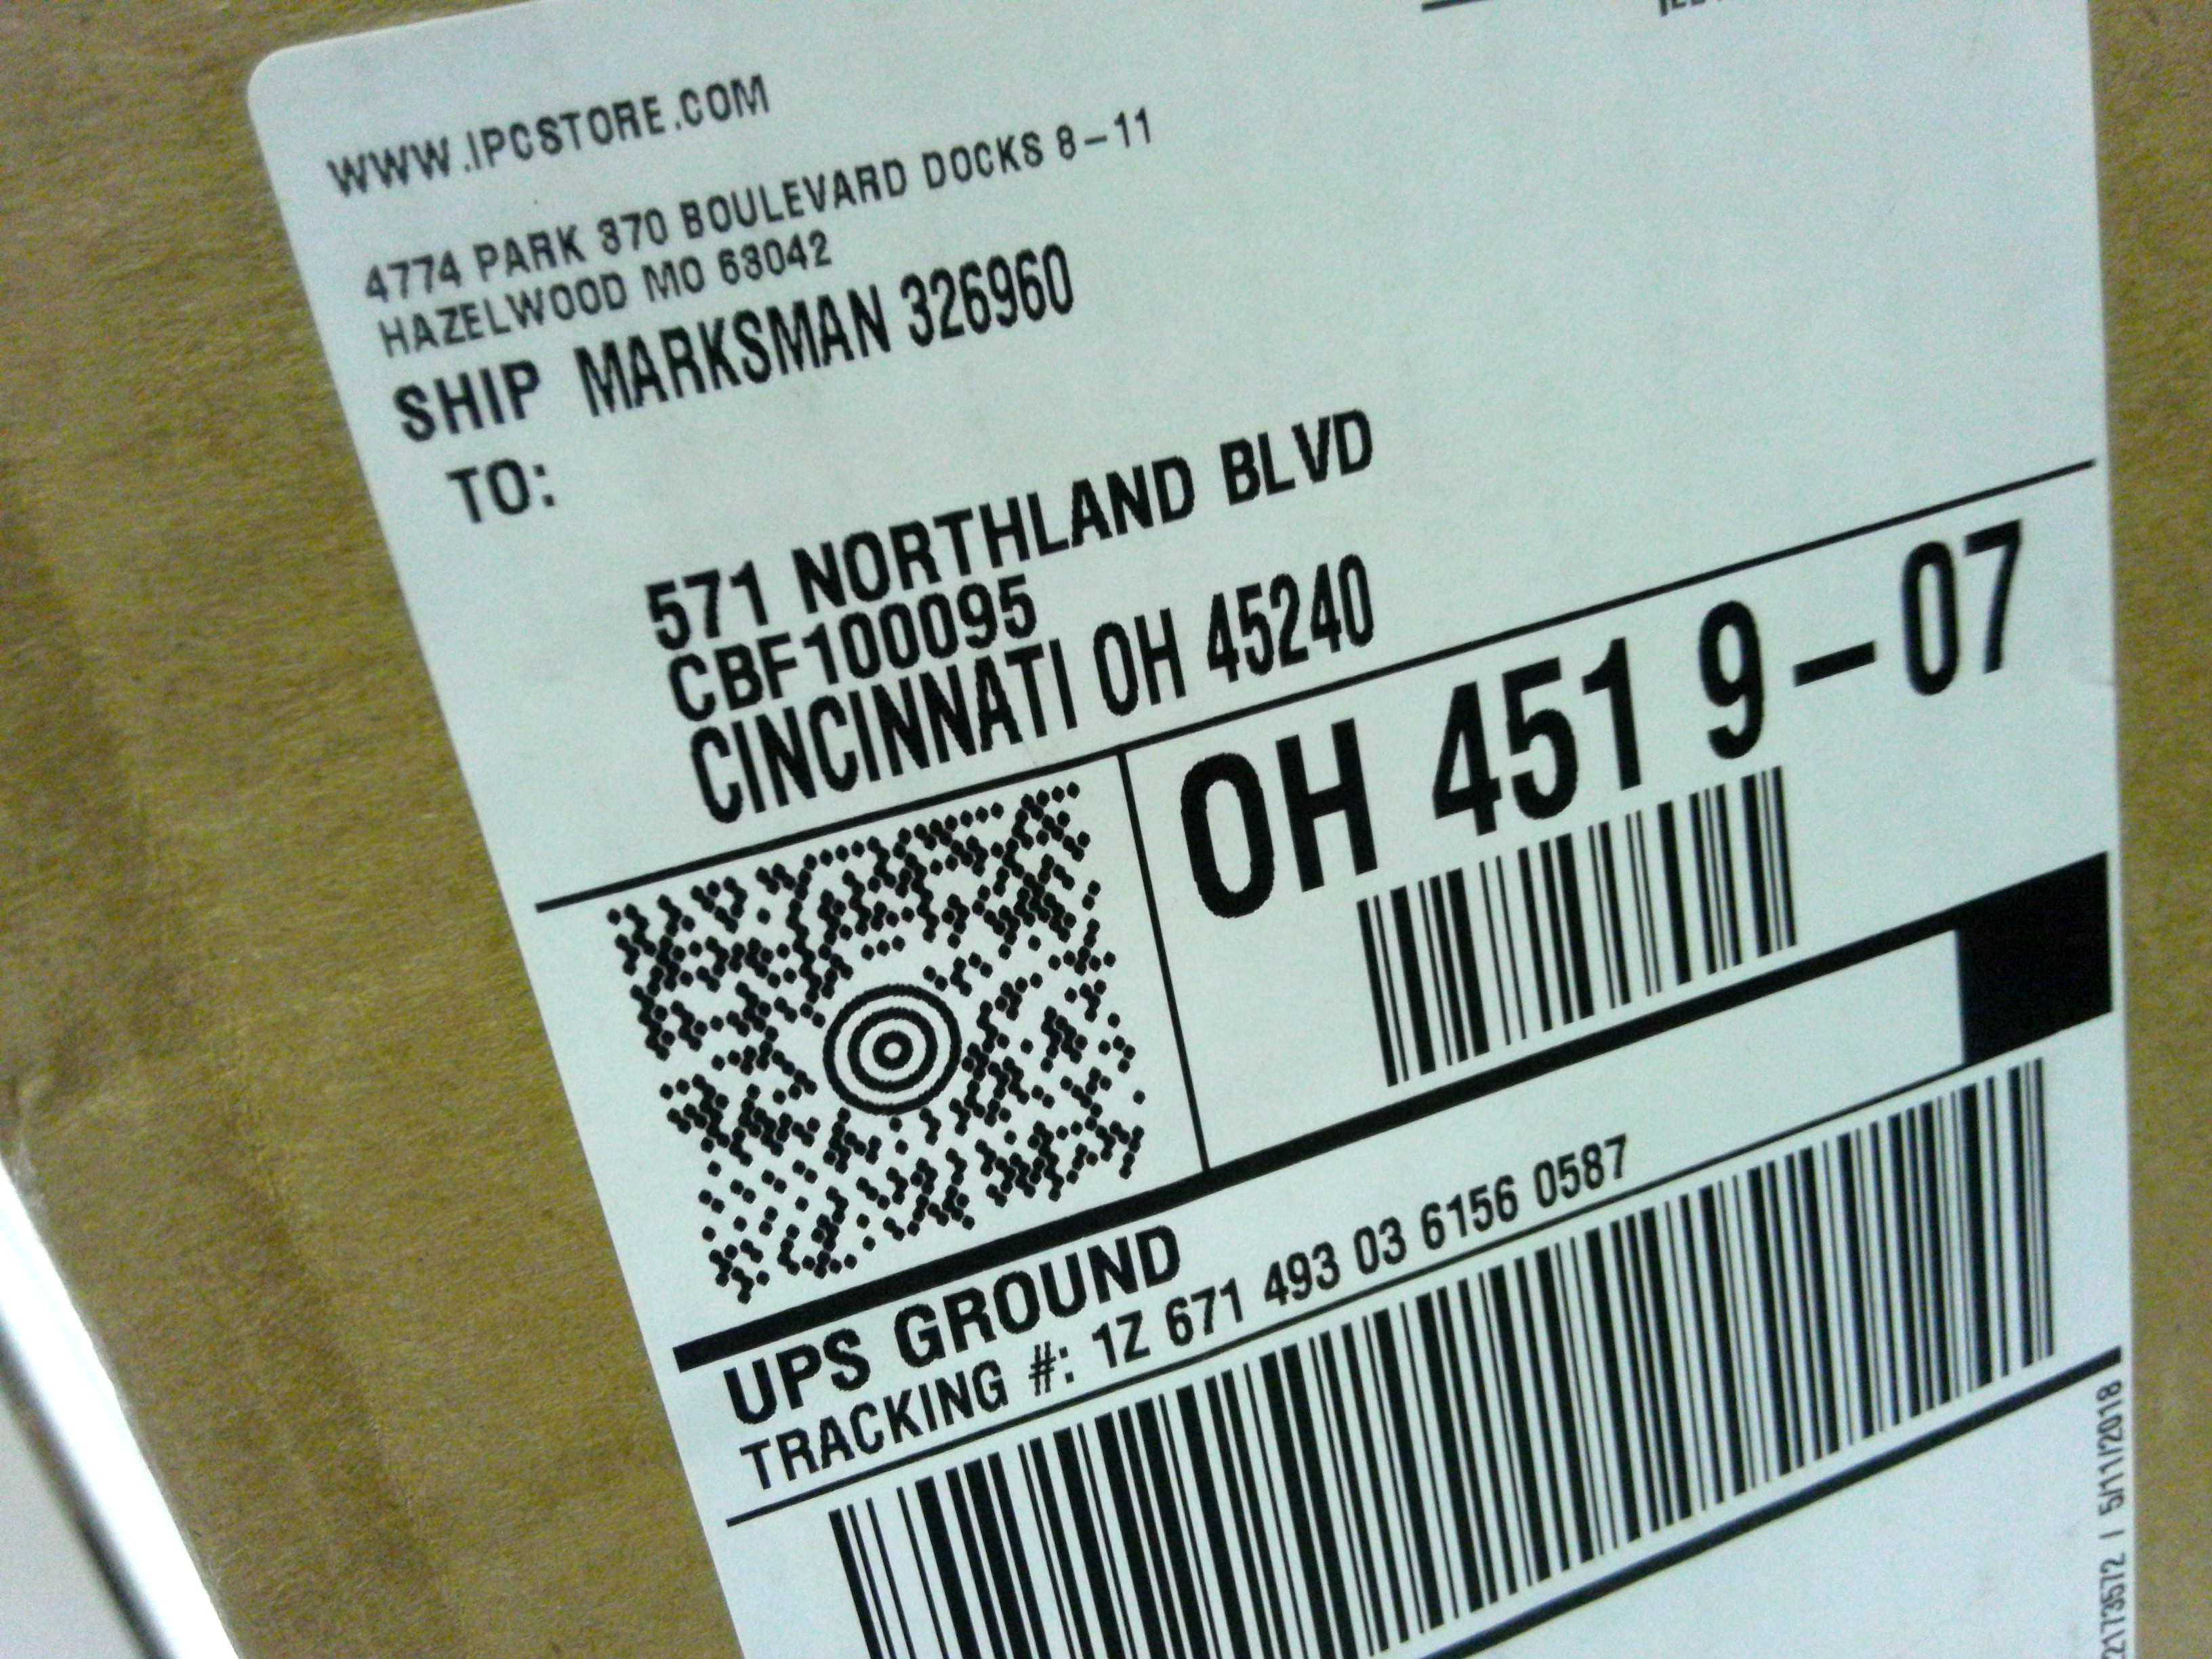 WWW.IPCSTORE.COM
4774 PARK 370 BOULEVARD DOCKS 8-11
HAZELWOOD MO 63042
SHIP MARKSMAN 326960
TO:
571 NORTHLAND BLVD
CBF100095
CINCINNATI OH 45240
OH 451 9-07
UPS GROUND
TRACKING #: 1Z 671 493 03 6156 0587
5/11/2018